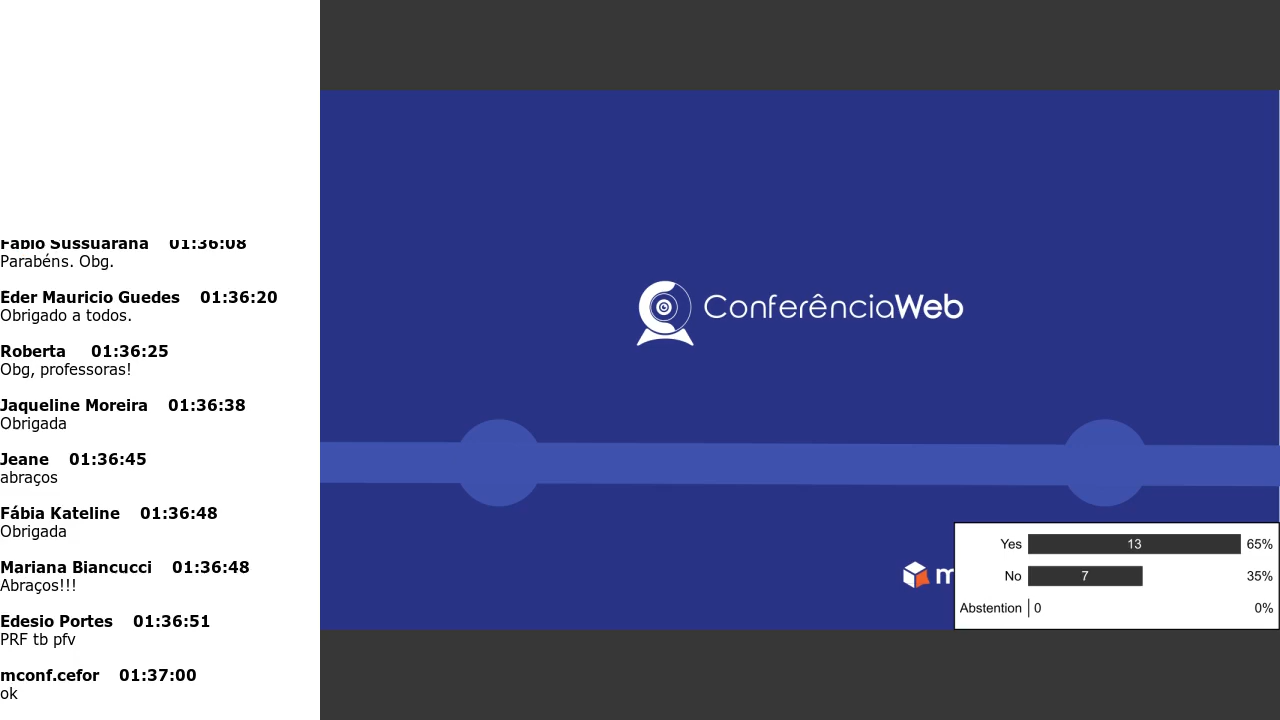 Fábio Sussuarana 01:36:08
Parabéns. Obg.
Eder Mauricio Guedes 01:36:20
Obrigado a todos.
Roberta 01:36:25
Obg, professoras!
Jaqueline Moreira 01:36:38
Obrigada
Jeane 01:36:45
abraços
Fábia Kateline 01:36:48
Obrigada
Mariana Biancucci 01:36:48
Abraços!!!
Edesio Portes 01:36:51
PRF tb pfv
mconf.cefor 01:37:00
ok
ConferênciaWeb
Yes 13 65%
No 7 35%
Abstention 0 0%